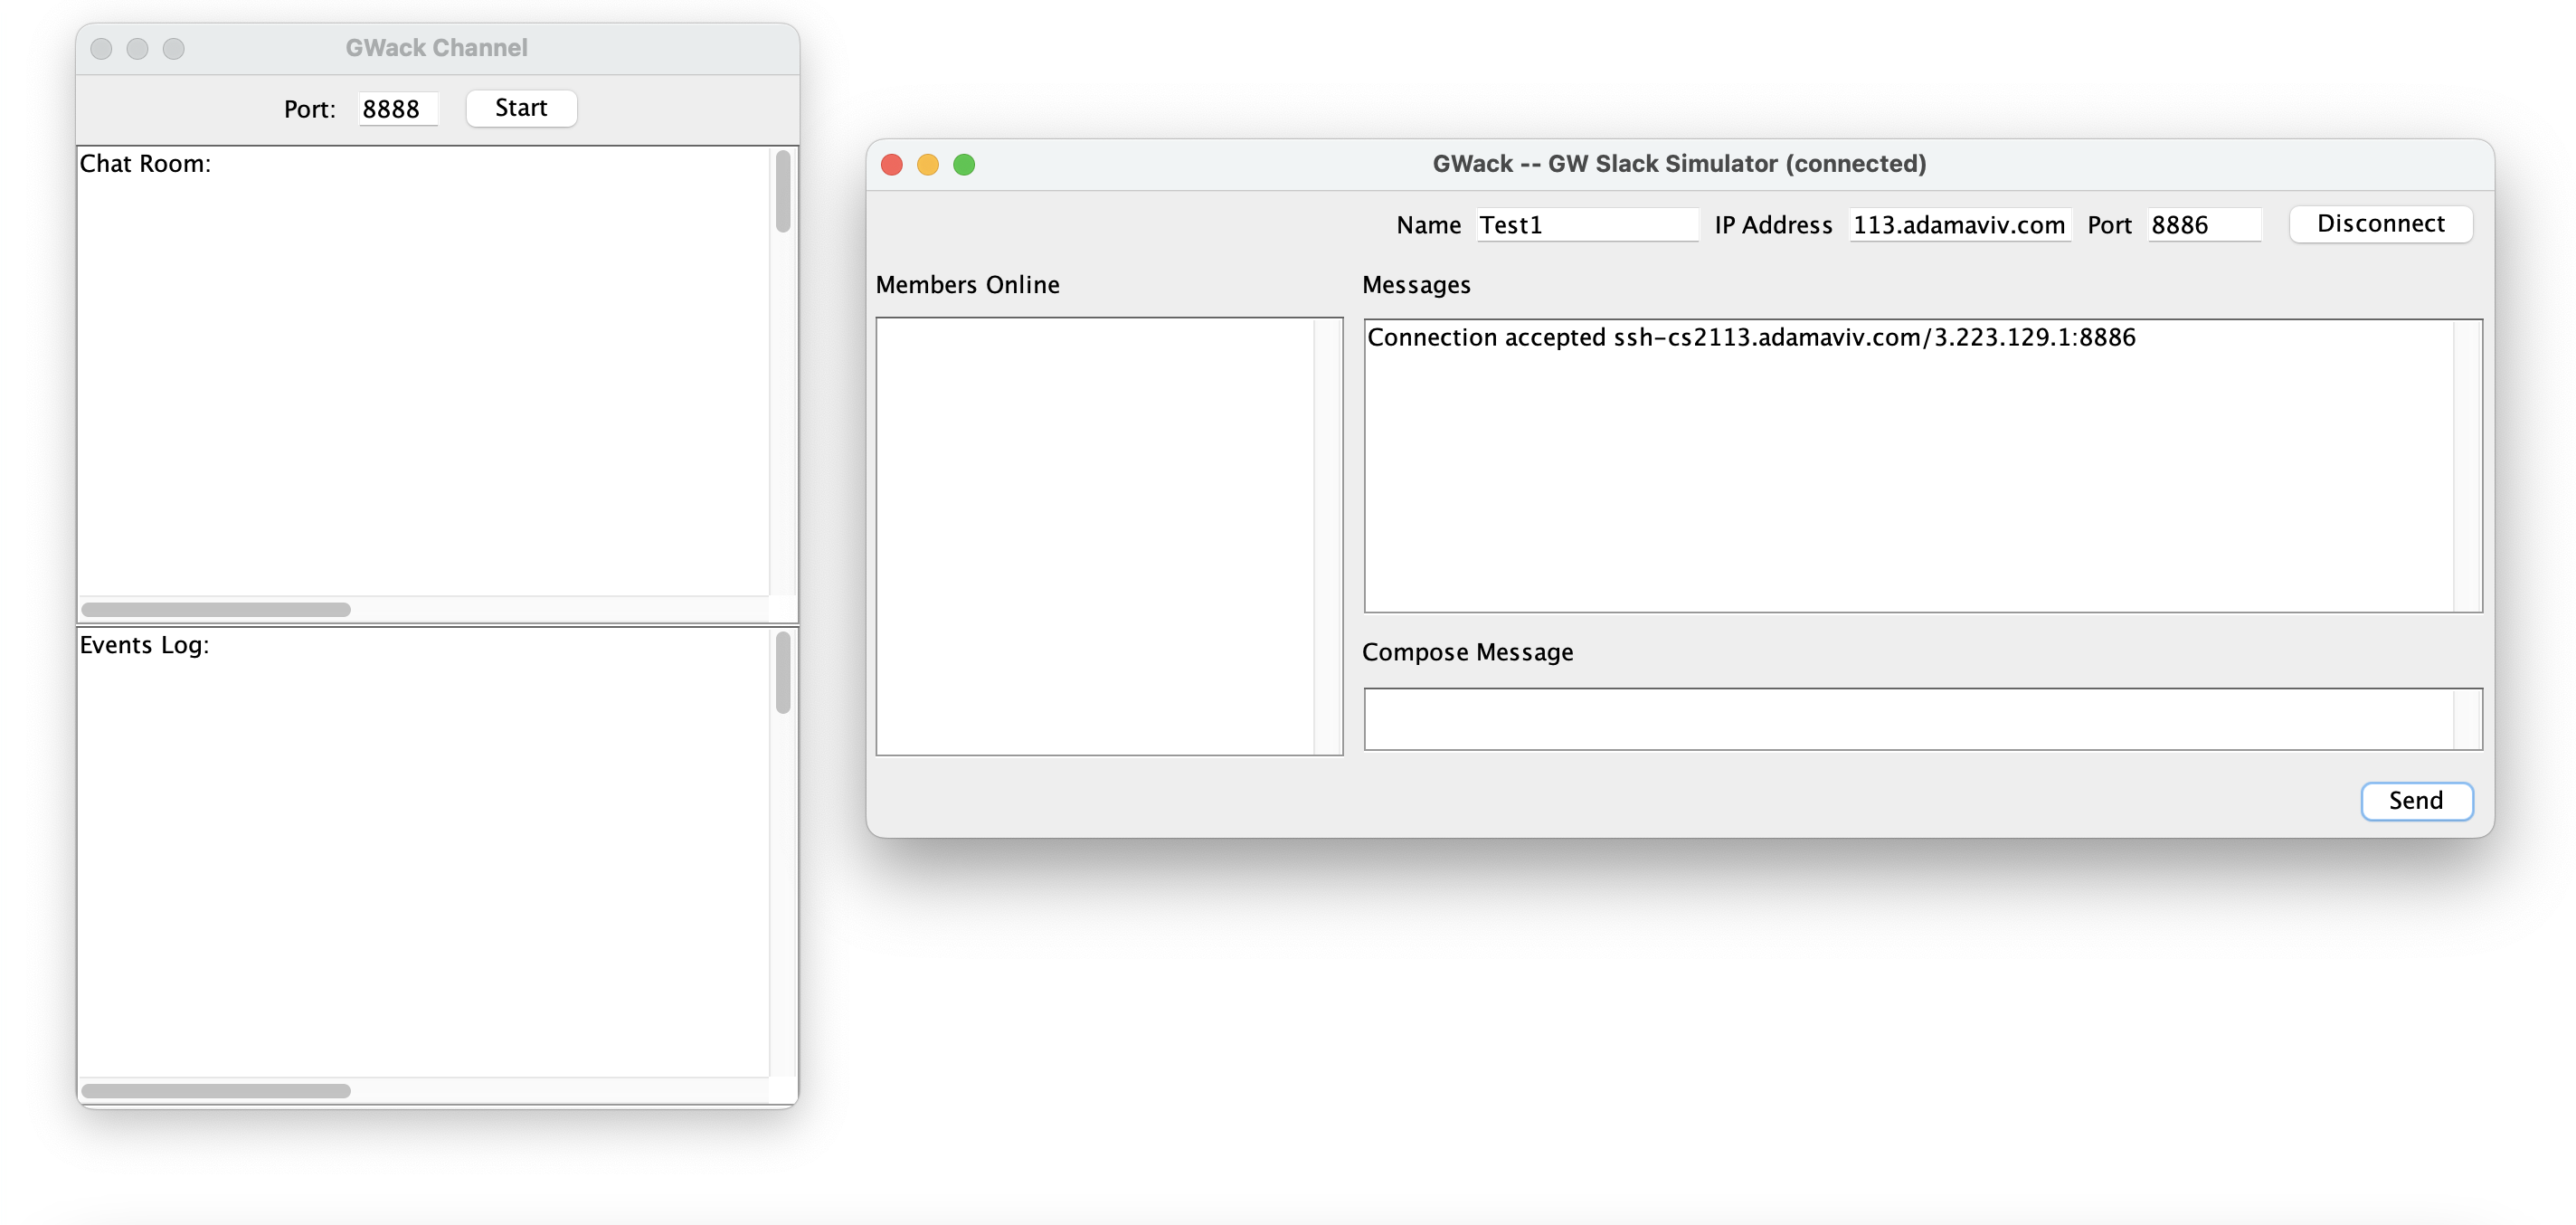 GWack Channel
Port: 8888 Start
Chat Room:
Events Log:
GWack -- GW Slack Simulator (connected)
Name Test1 IP Address 113.adamaviv.com Port 8886 Disconnect
Members Online
Messages
Connection accepted ssh-cs2113.adamaviv.com/3.223.129.1:8886
Compose Message
Send